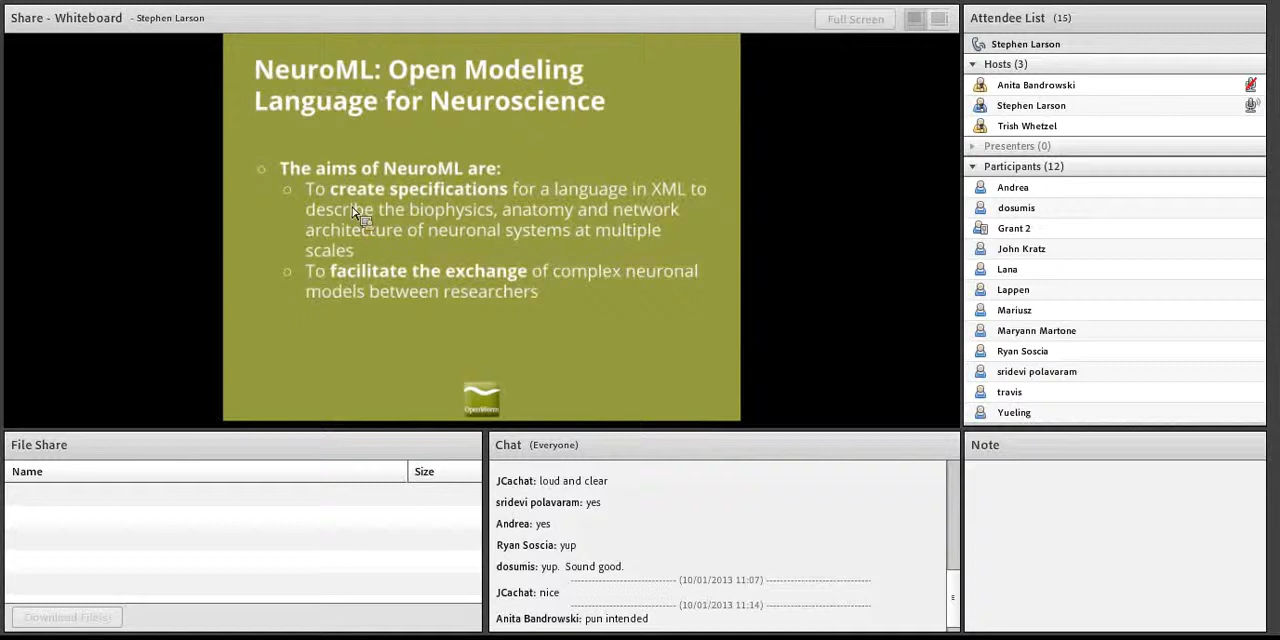 Share - Whiteboard - Stephen Larson
Full Screen
NeuroML: Open Modeling
Language for Neuroscience
The aims of NeuroML are:
To create specifications for a language in XML to
describe the biophysics, anatomy and network
architecture of neuronal systems at multiple
scales
To facilitate the exchange of complex neuronal
models between researchers
OpenWorm
Attendee List (15)
Stephen Larson
Hosts (3)
Anita Bandrowski
Stephen Larson
Trish Whetzel
Presenters (0)
Participants (12)
Andrea
dosumis
Grant 2
John Kratz
Lana
Lappen
Mariusz
Maryann Martone
Ryan Soscia
sridevi polavaram
travis
Yueling
File Share
Name Size
Download File(s)
Chat (Everyone)
JCachat: loud and clear
sridevi polavaram: yes
Andrea: yes
Ryan Soscia: yup
dosumis: yup. Sound good.
(10/01/2013 11:07)
JCachat: nice
(10/01/2013 11:14)
Anita Bandrowski: pun intended
Note